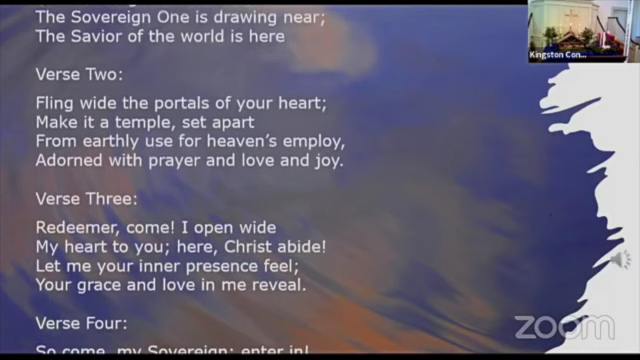 The Sovereign One is drawing near;
The Savior of the world is here
Verse Two:
Fling wide the portals of your heart;
Make it a temple, set apart
From earthly use for heaven's employ,
Adorned with prayer and love and joy.
Verse Three:
Redeemer, come! I open wide
My heart to you; here, Christ abide!
Let me your inner presence feel;
Your grace and love in me reveal.
Verse Four:
So come, my Sovereign; enter in!
Kingston Con...
zoom